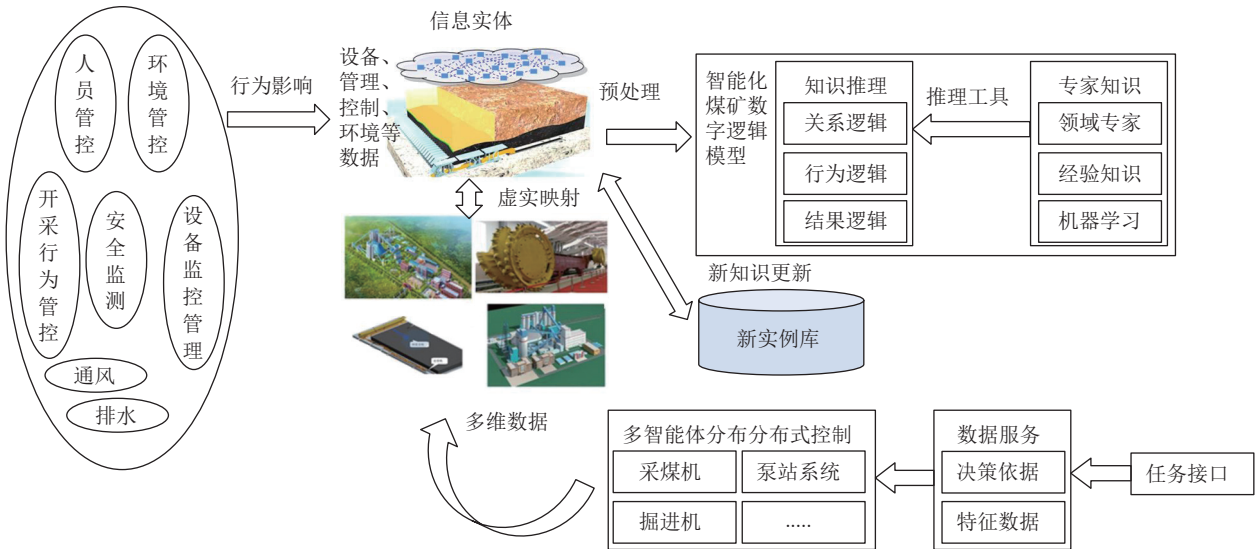 人员管控
环境管控
开采行为管控
安全监测
设备监控管理
通风
排水
行为影响
信息实体
设备、
管理、
控制、
环境等
数据
虚实映射
预处理
智能化
煤矿数
字逻辑
模型
知识推理
关系逻辑
行为逻辑
结果逻辑
推理工具
专家知识
领域专家
经验知识
机器学习
新知识更新
新实例库
多维数据
多智能体分布分布式控制
采煤机
泵站系统
掘进机
.....
数据服务
决策依据
特征数据
任务接口